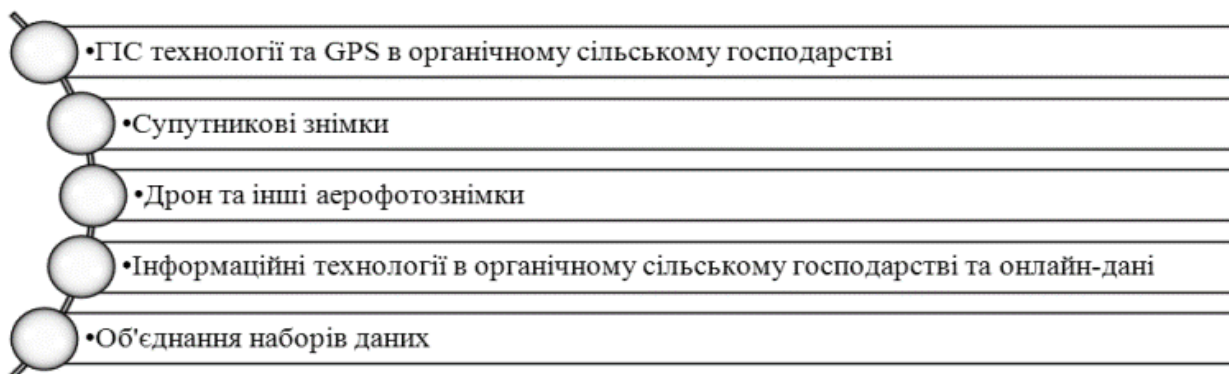 •ГІС технології та GPS в органічному сільському господарстві
•Супутникові знімки
•Дрон та інші аерофотознімки
•Інформаційні технології в органічному сільському господарстві та онлайн-дані
•Об'єднання наборів даних